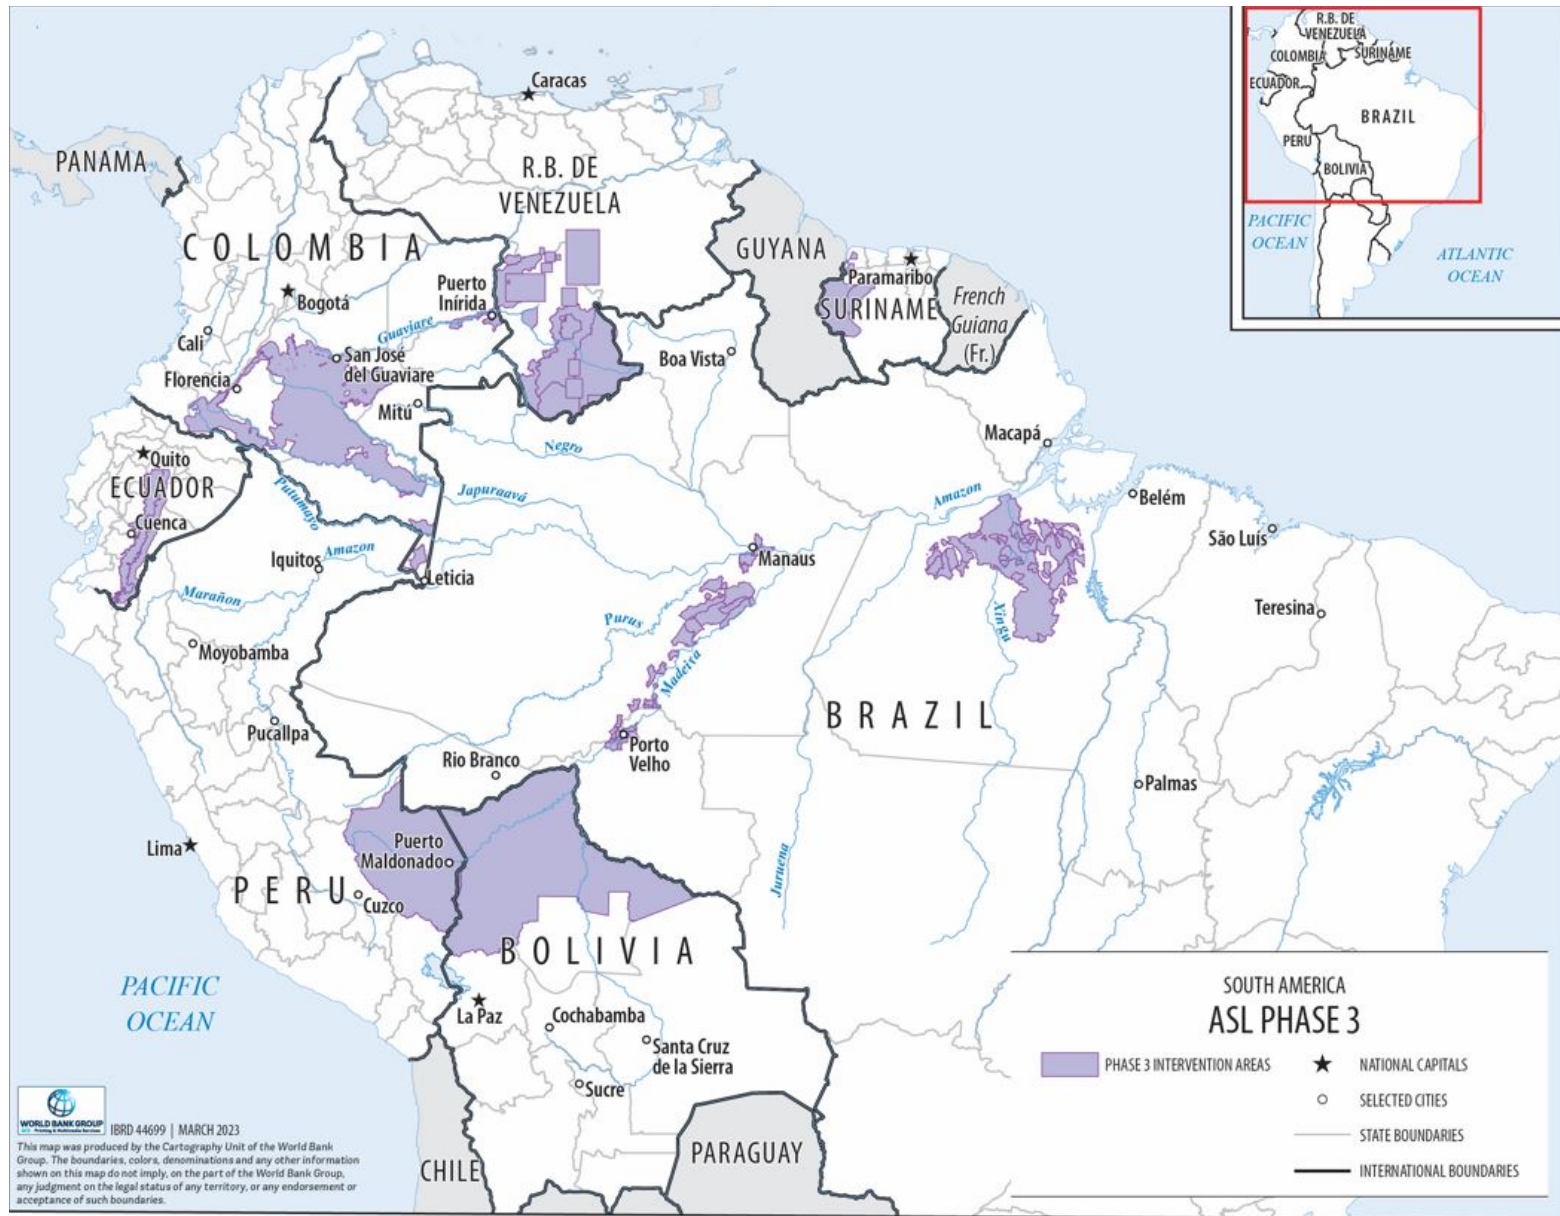 R.B. DE
VENEZUELA
COLOMBIA
SURINAME
ECUADOR
BRAZIL
PERU
BOLIVIA
PACIFIC
OCEAN
ATLANTIC
OCEAN
Caracas
PANAMA
R.B. DE
VENEZUELA
COLOMBIA
GUYANA
Puerto
Inírida
Bogotá
Paramaribo
SURINAME
French
Guiana
(Fr.)
Guaviare
Cali
San José
del Guaviare
Boa Vista
Florencia
Mitú
Macapá
Negro
Quito
ECUADOR
Putumayo
Japuraavá
Amazon
Belém
Cuenca
São Luís
Iquitos
Amazon
Manaus
Leticia
Marañon
Purus
Xingu
Teresina
Moyobamba
Madeira
BRAZIL
Pucallpa
Porto
Velho
Rio Branco
Palmas
Lima
Puerto
Maldonado
Juruena
PERU
Cuzco
BOLIVIA
PACIFIC
OCEAN
La Paz
Cochabamba
Santa Cruz
de la Sierra
Sucre
PARAGUAY
CHILE
SOUTH AMERICA
ASL PHASE 3
PHASE 3 INTERVENTION AREAS
NATIONAL CAPITALS
SELECTED CITIES
STATE BOUNDARIES
INTERNATIONAL BOUNDARIES
WORLD BANK GROUP
Printing & Multimedia Services
IBRD 44699 | MARCH 2023
This map was produced by the Cartography Unit of the World Bank
Group. The boundaries, colors, denominations and any other information
shown on this map do not imply, on the part of the World Bank Group,
any judgment on the legal status of any territory, or any endorsement or
acceptance of such boundaries.